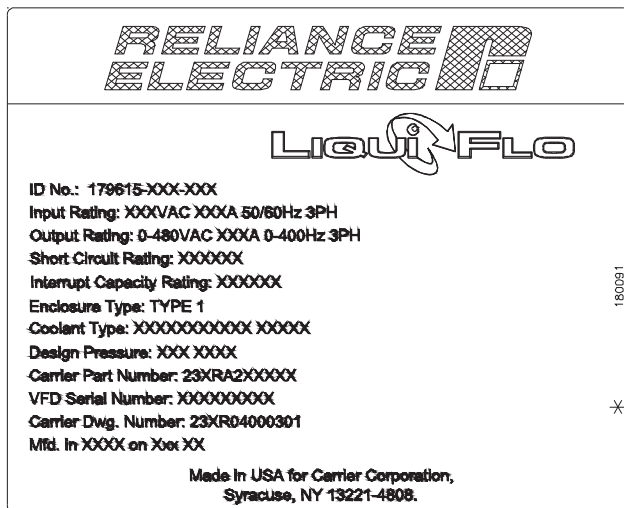 RELIANCE
ELECTRIC
LIQUIFLO
ID No.: 179615-XXX-XXX
Input Rating: XXXVAC XXXA 50/60Hz 3PH
Output Rating: 0-480VAC XXXA 0-400Hz 3PH
Short Circuit Rating: XXXXXX
Interrupt Capacity Rating: XXXXXX
Enclosure Type: TYPE 1
Coolant Type: XXXXXXXXXXX XXXXX
Design Pressure: XXX XXXX
Carrier Part Number: 23XRA2XXXXX
VFD Serial Number: XXXXXXXXX
Carrier Dwg. Number: 23XR04000301
Mfd. in XXXX on Xxx XX
Made in USA for Carrier Corporation,
Syracuse, NY 13221-4808.
180091